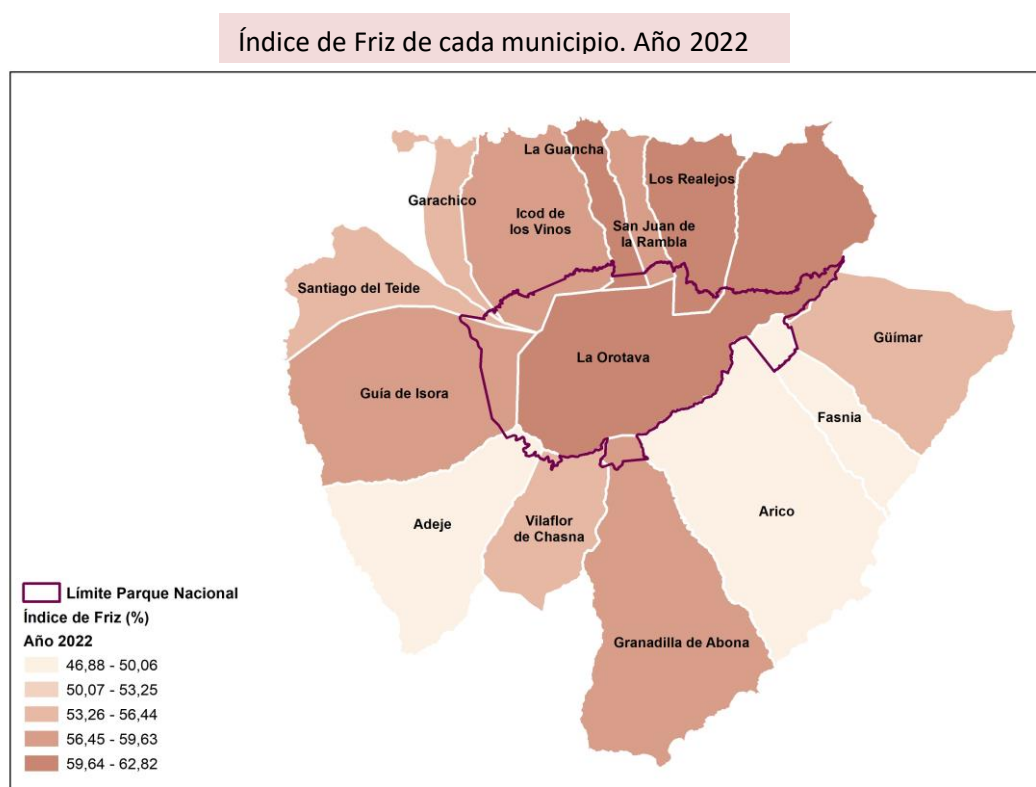 Índice de Friz de cada municipio. Año 2022
La Guancha
Los Realejos
Garachico
Icod de
los Vinos
San Juan de
la Rambla
Santiago del Teide
Güímar
La Orotava
Guía de Isora
Fasnia
Arico
Adeje
Vilaflor
de Chasna
Granadilla de Abona
Límite Parque Nacional
Índice de Friz (%)
Año 2022
46,88 - 50,06
50,07 - 53,25
53,26 - 56,44
56,45 - 59,63
59,64 - 62,82